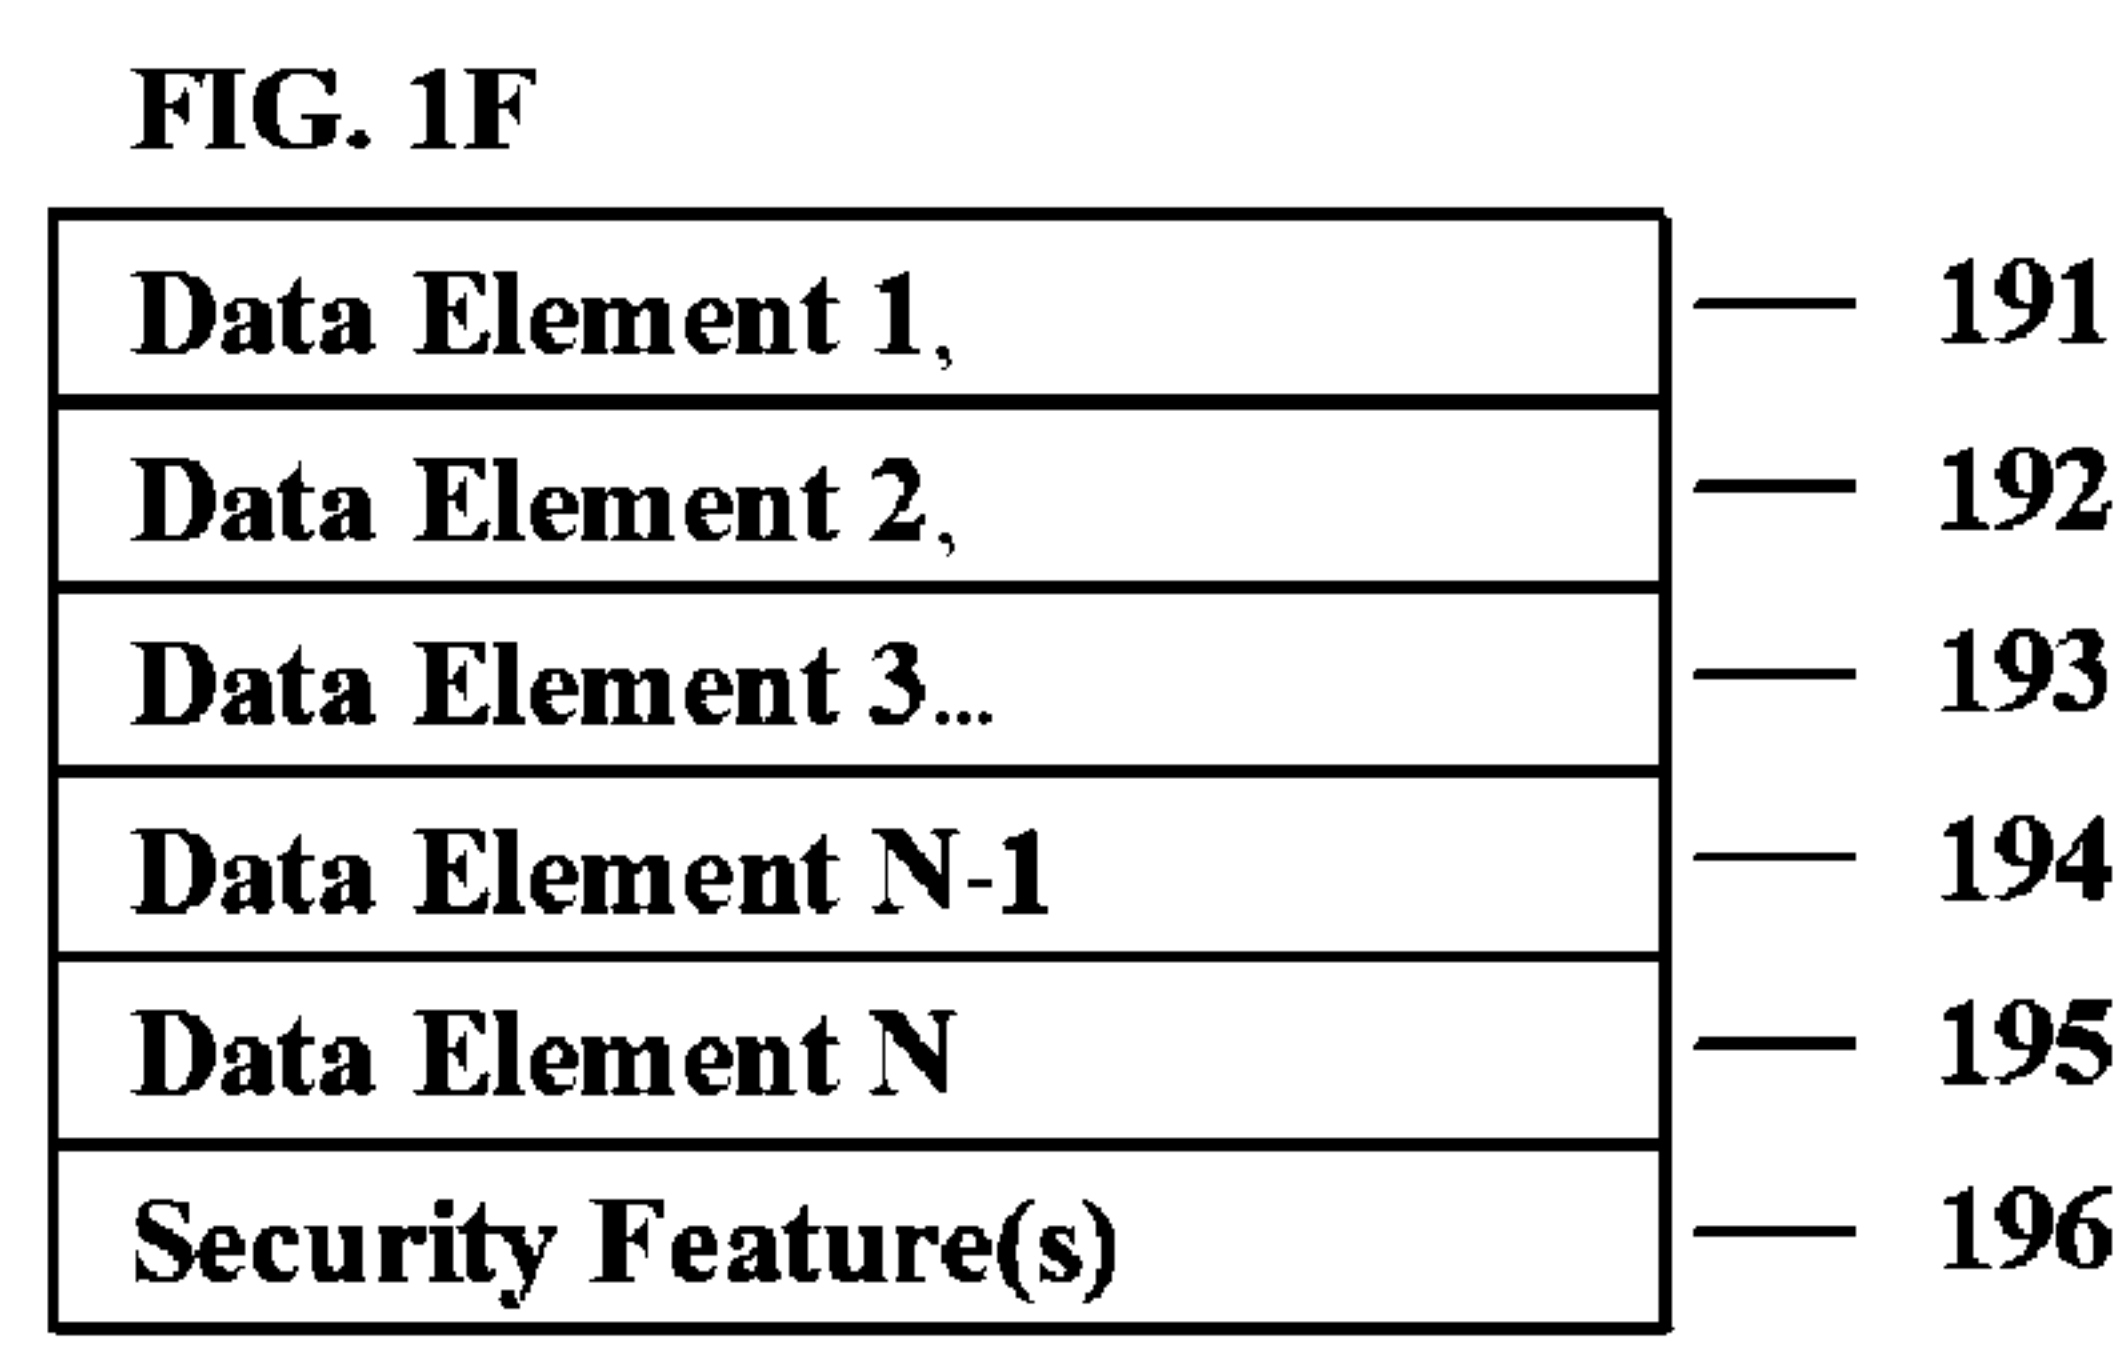 FIG. 1F
Data Element 1, 191
Data Element 2, 192
Data Element 3... 193
Data Element N-1 194
Data Element N 195
Security Feature(s) 196